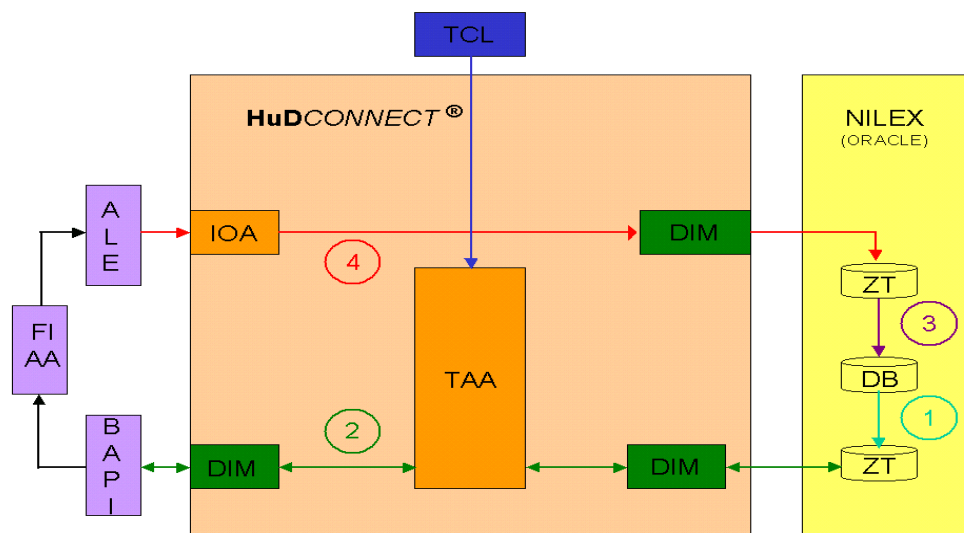 TCL
HuDCONNECT ®
NILEX
(ORACLE)
A
L
E
IOA
DIM
4
ZT
3
FI
AA
TAA
DB
1
2
B
A
P
I
DIM
DIM
ZT